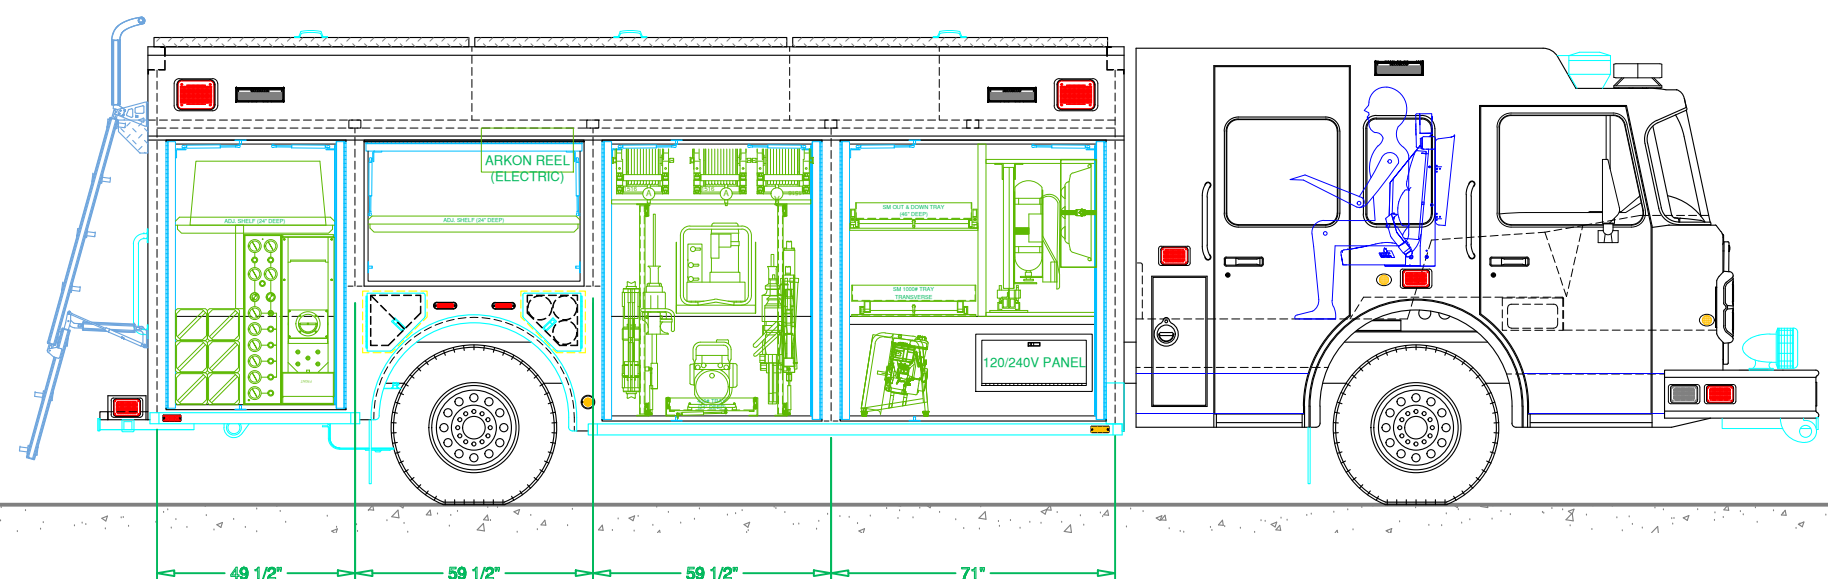 ARKON REEL
(ELECTRIC)
ADJ. SHELF (24" DEEP)
ADJ. SHELF (24" DEEP)
A
A
A
SM OUT & DOWN TRAY
(46" DEEP)
SM 1000# TRAY
TRANSVERSE
120/240V PANEL
49 1/2"
59 1/2"
59 1/2"
71"